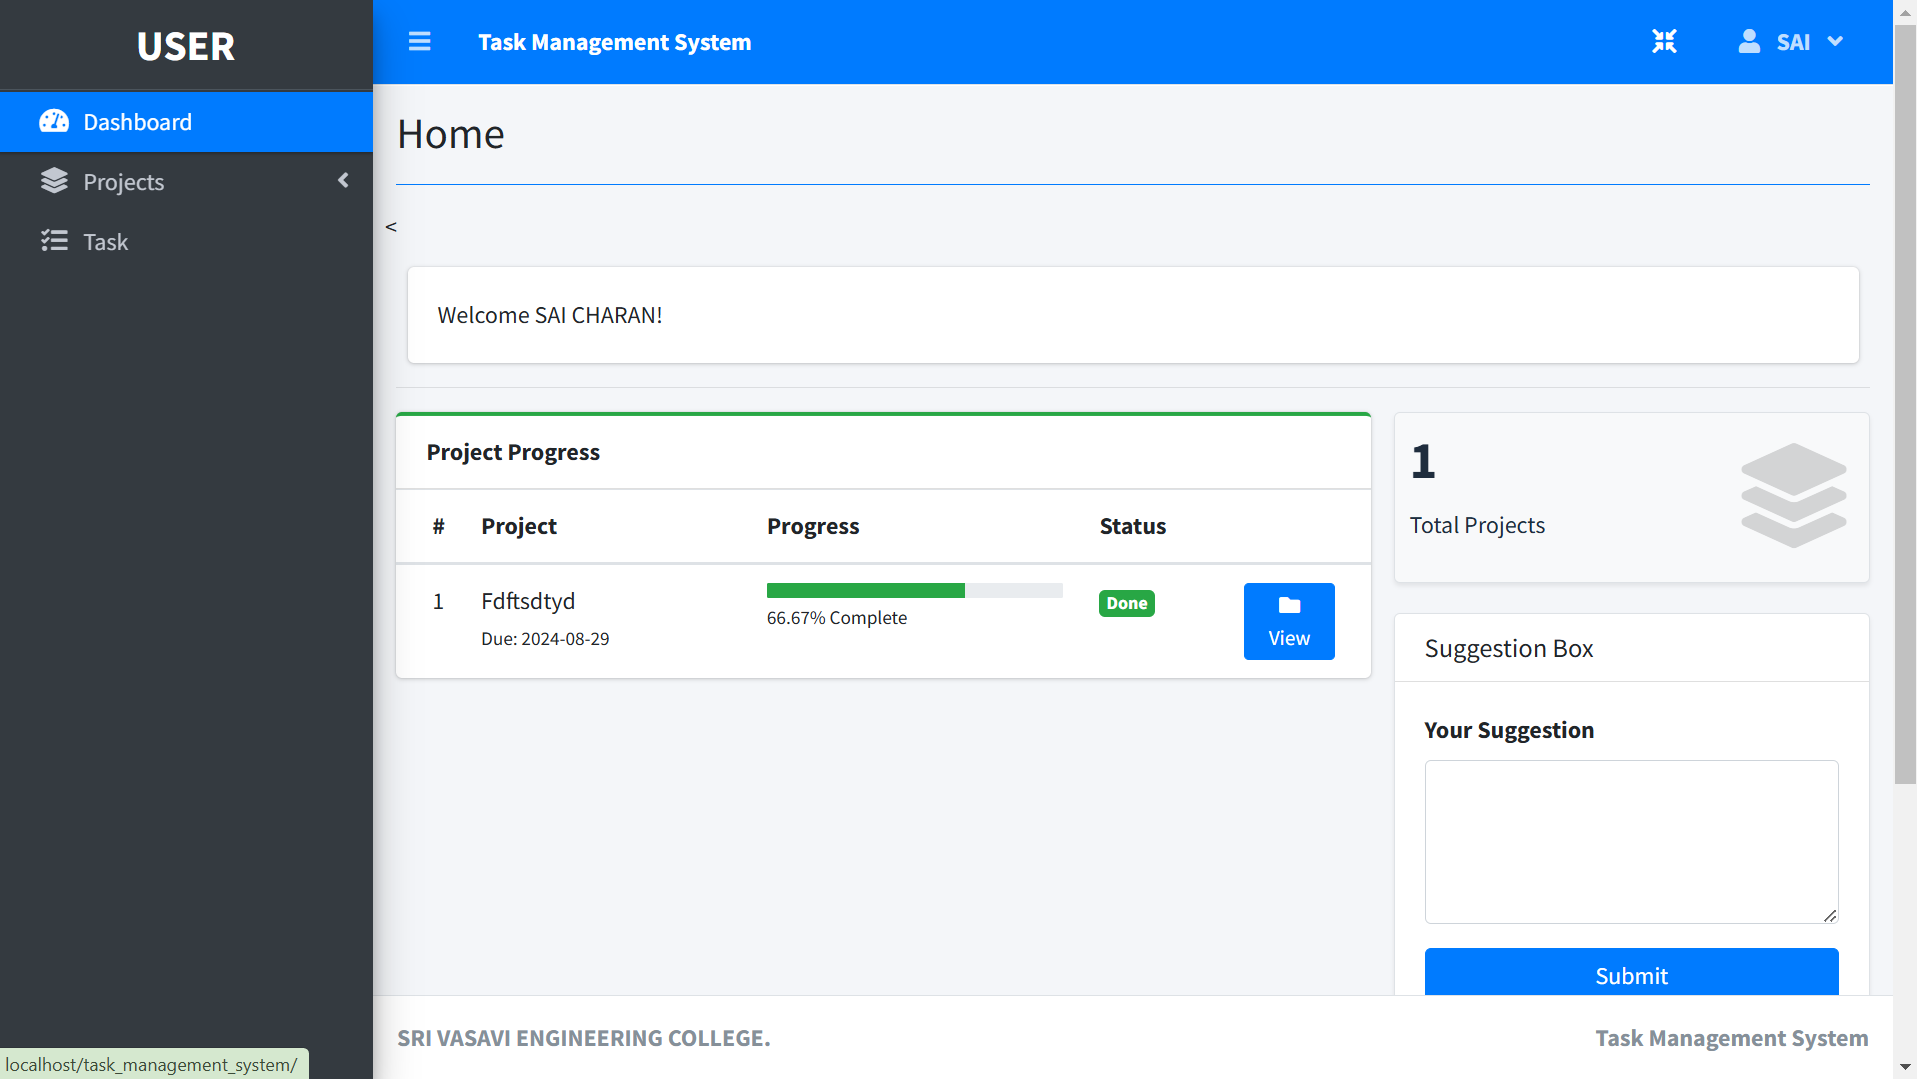 USER
Task Management System
SAI
Dashboard
Projects
Task
Home
<
Welcome SAI CHARAN!
Project Progress
# Project Progress Status
1 Fdftsdtyd
Due: 2024-08-29
66.67% Complete
Done
View
1
Total Projects
Suggestion Box
Your Suggestion
Submit
SRI VASAVI ENGINEERING COLLEGE.
Task Management System
localhost/task_management_system/